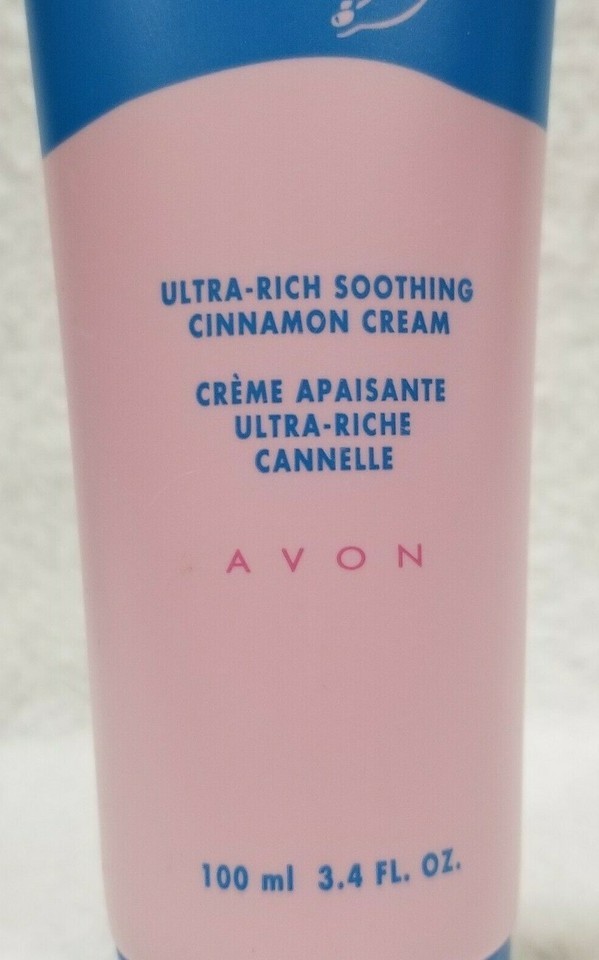 ULTRA-RICH SOOTHING
CINNAMON CREAM
CRÈME APAISANTE
ULTRA-RICHE
CANNELLE
AVON
100 ml 3.4 FL. OZ.